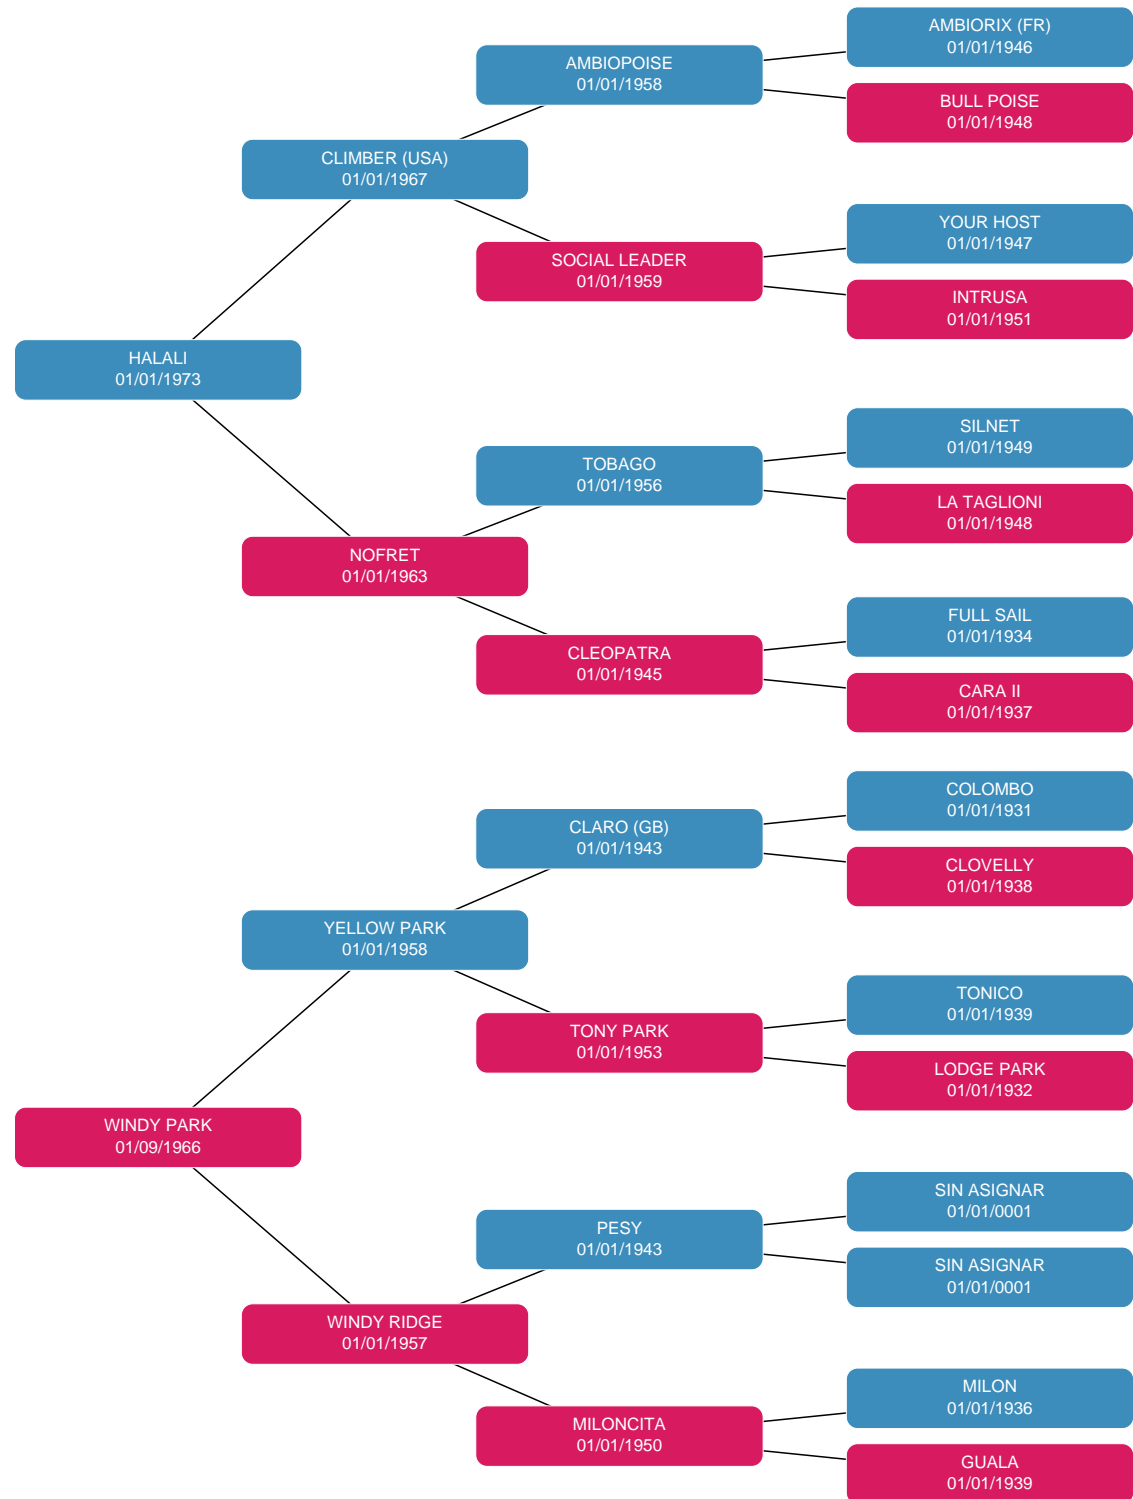 AMBIORIX (FR)
01/01/1946
AMBIOPOISE
01/01/1958
BULL POISE
01/01/1948
CLIMBER (USA)
01/01/1967
YOUR HOST
01/01/1947
SOCIAL LEADER
01/01/1959
INTRUSA
01/01/1951
HALALI
01/01/1973
SILNET
01/01/1949
TOBAGO
01/01/1956
LA TAGLIONI
01/01/1948
NOFRET
01/01/1963
FULL SAIL
01/01/1934
CLEOPATRA
01/01/1945
CARA II
01/01/1937
COLOMBO
01/01/1931
CLARO (GB)
01/01/1943
CLOVELLY
01/01/1938
YELLOW PARK
01/01/1958
TONICO
01/01/1939
TONY PARK
01/01/1953
LODGE PARK
01/01/1932
WINDY PARK
01/09/1966
SIN ASIGNAR
01/01/0001
PESY
01/01/1943
SIN ASIGNAR
01/01/0001
WINDY RIDGE
01/01/1957
MILON
01/01/1936
MILONCITA
01/01/1950
GUALA
01/01/1939